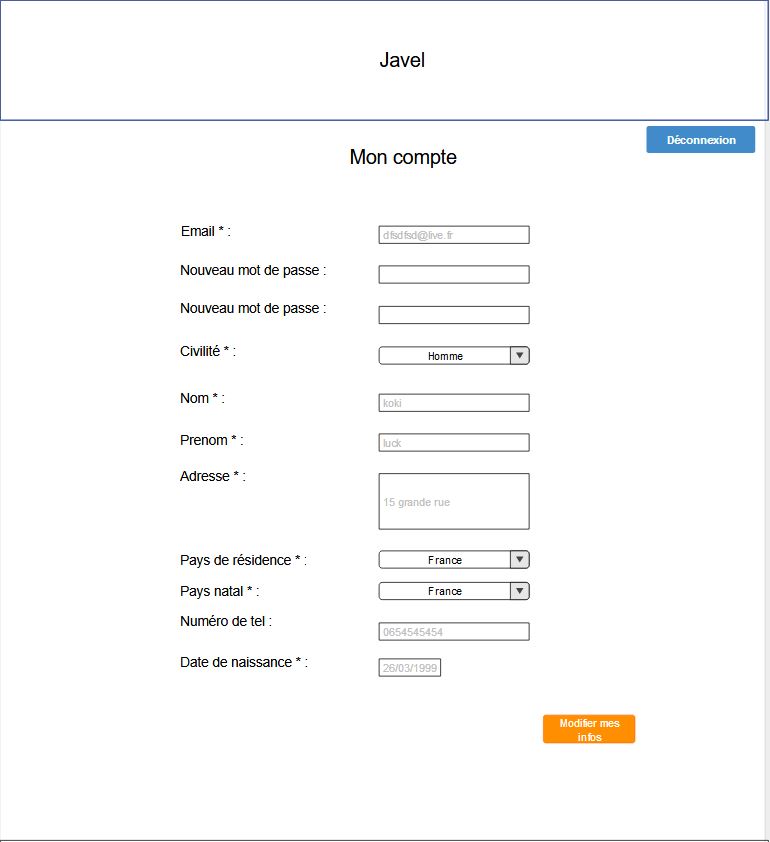 Javel
Déconnexion
Mon compte
Email * :
dfsdfsd@live.fr
Nouveau mot de passe :
Nouveau mot de passe :
Civilité * :
Homme
Nom * :
koki
Prenom * :
luck
Adresse * :
15 grande rue
Pays de résidence * :
France
Pays natal * :
France
Numéro de tel :
0654545454
Date de naissance * :
26/03/1999
Modifier mes
infos